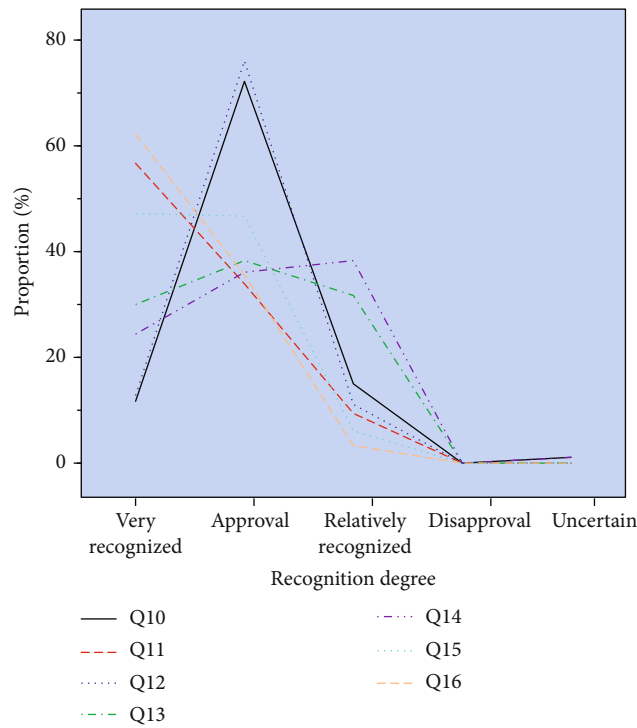 80
60
40
20
0
Proportion (%)
Very
recognized
Approval
Relatively
recognized
Disapproval
Uncertain
Recognition degree
Q10
Q11
Q12
Q13
Q14
Q15
Q16